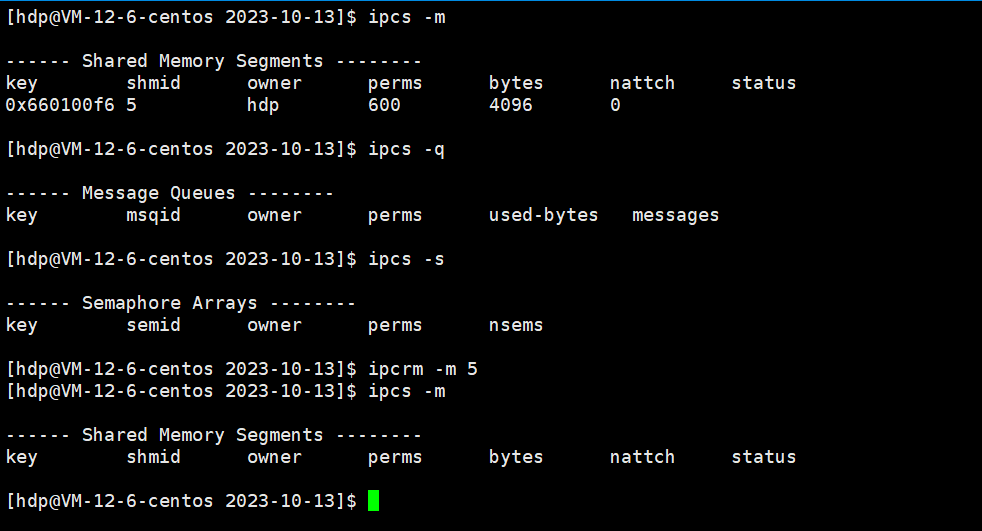 [hdp@VM-12-6-centos 2023-10-13]$ ipcs -m
------ Shared Memory Segments --------
key        shmid      owner      perms      bytes      nattch     status
0x660100f6 5          hdp        600        4096       0
[hdp@VM-12-6-centos 2023-10-13]$ ipcs -q
------ Message Queues --------
key        msqid      owner      perms      used-bytes   messages
[hdp@VM-12-6-centos 2023-10-13]$ ipcs -s
------ Semaphore Arrays --------
key        semid      owner      perms      nsems
[hdp@VM-12-6-centos 2023-10-13]$ ipcrm -m 5
[hdp@VM-12-6-centos 2023-10-13]$ ipcs -m
------ Shared Memory Segments --------
key        shmid      owner      perms      bytes      nattch     status
[hdp@VM-12-6-centos 2023-10-13]$